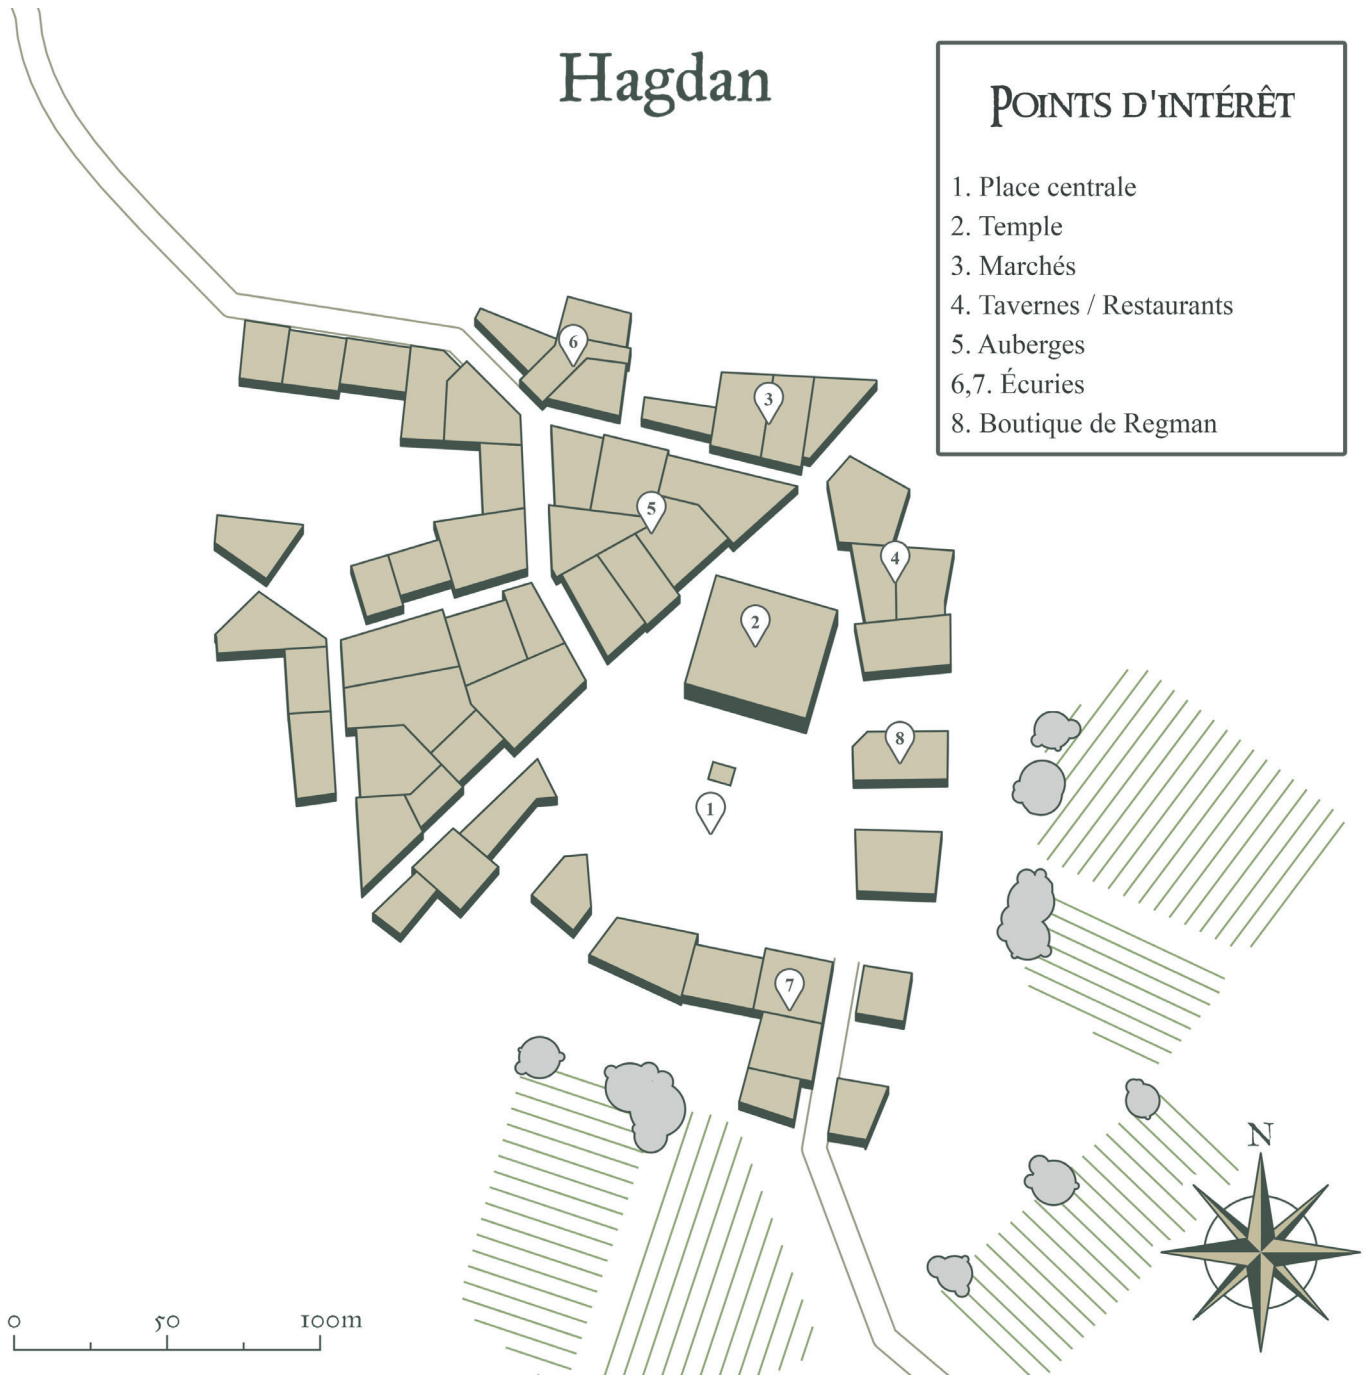 Hagdan
POINTS D'INTÉRÊT
1. Place centrale
2. Temple
3. Marchés
4. Tavernes / Restaurants
5. Auberges
6,7. Écuries
8. Boutique de Regman
6
3
5
4
2
8
1
7
N
0 50 100m